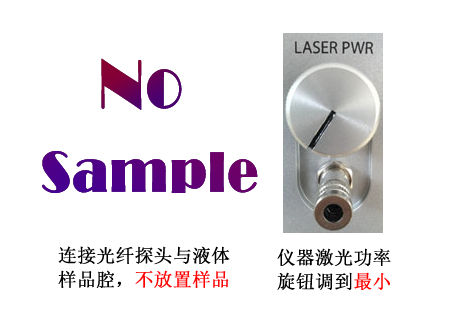 No
Sample
LASER PWR
连接光纤探头与液体
样品腔，不放置样品
仪器激光功率
旋钮调到最小